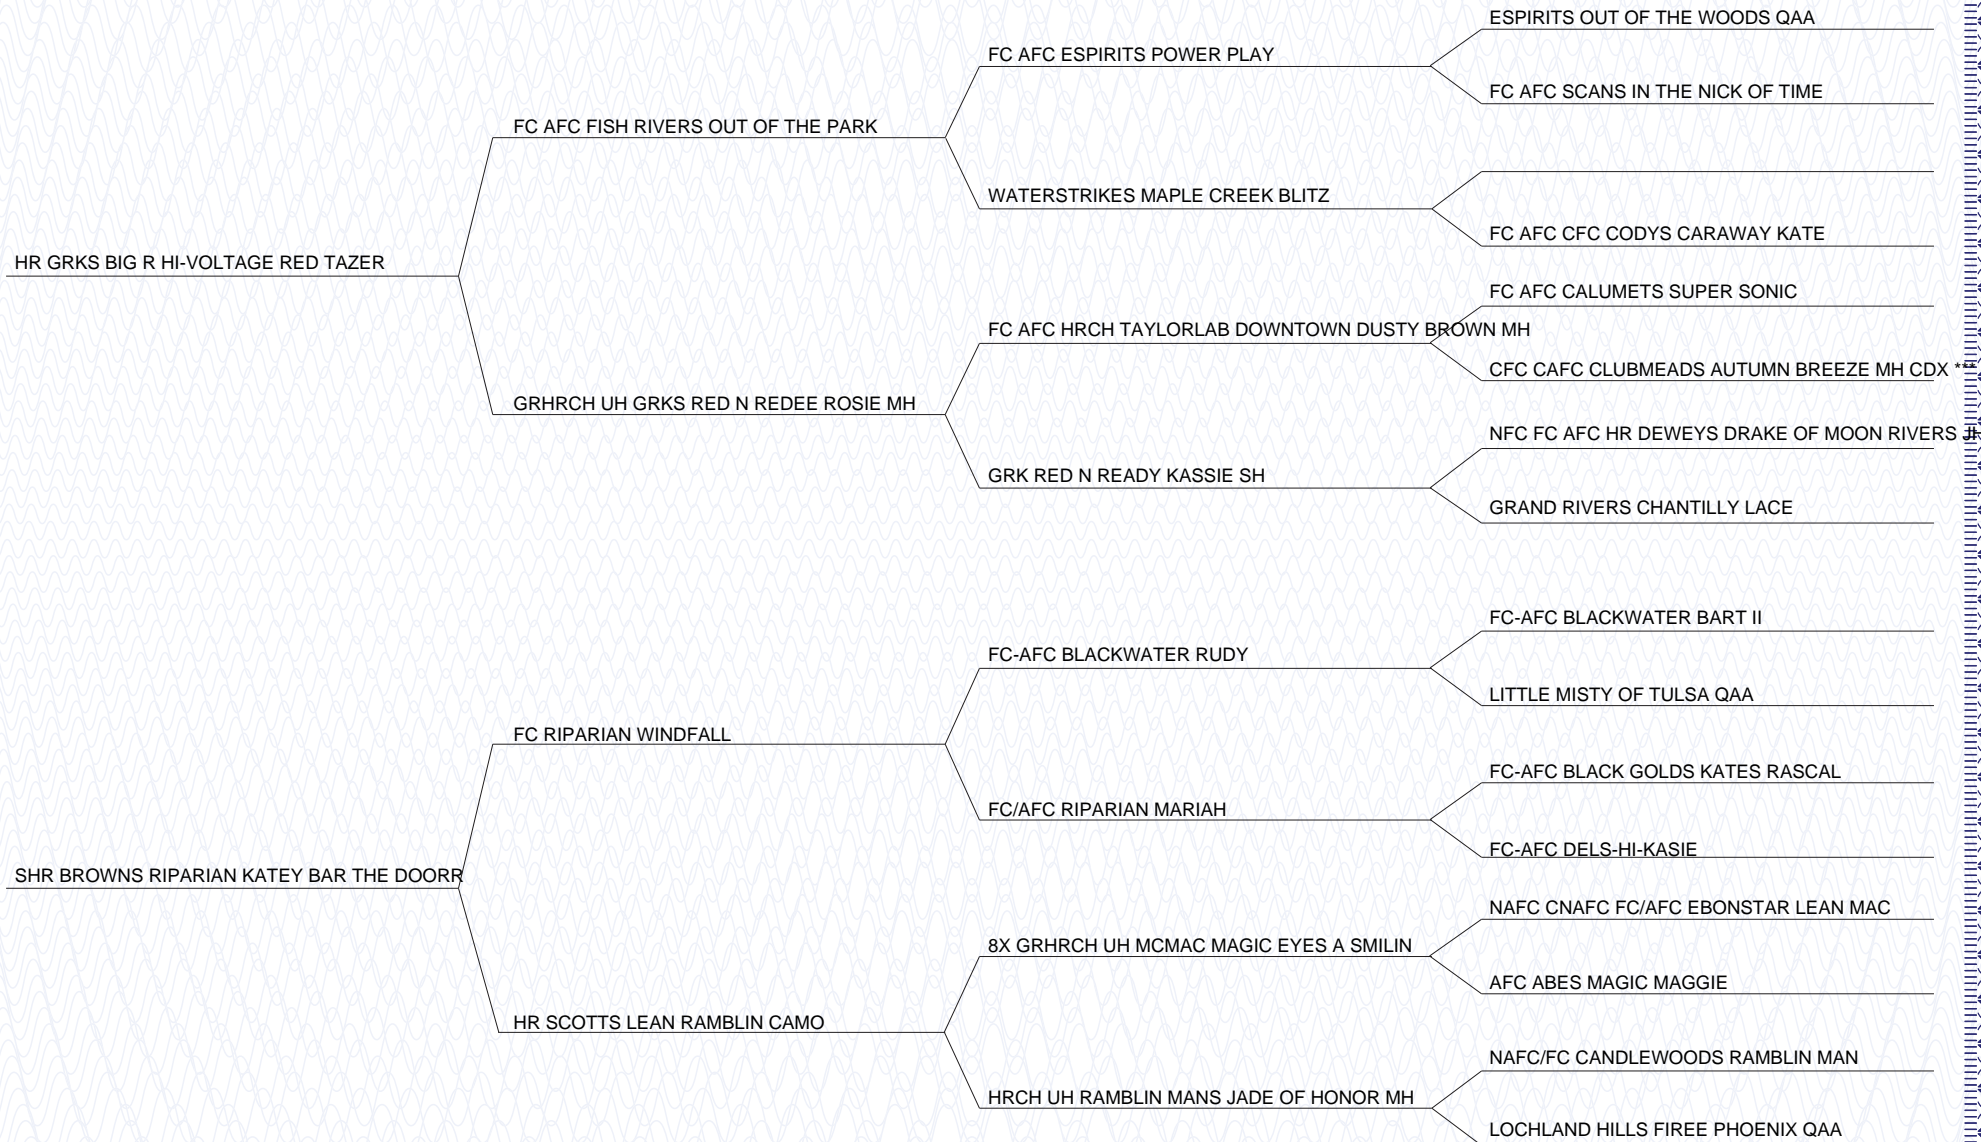 ESPIRITS OUT OF THE WOODS QAA
FC AFC ESPIRITS POWER PLAY
FC AFC SCANS IN THE NICK OF TIME
FC AFC FISH RIVERS OUT OF THE PARK
WATERSTRIKES MAPLE CREEK BLITZ
FC AFC CFC CODYS CARAWAY KATE
HR GRKS BIG R HI-VOLTAGE RED TAZER
FC AFC CALUMETS SUPER SONIC
FC AFC HRCH TAYLORLAB DOWNTOWN DUSTY BROWN MH
CFC CAFC CLUBMEADS AUTUMN BREEZE MH CDX ***
GRHRCH UH GRKS RED N REDEE ROSIE MH
NFC FC AFC HR DEWEYS DRAKE OF MOON RIVERS
GRK RED N READY KASSIE SH
GRAND RIVERS CHANTILLY LACE
FC-AFC BLACKWATER BART II
FC-AFC BLACKWATER RUDY
LITTLE MISTY OF TULSA QAA
FC RIPARIAN WINDFALL
FC-AFC BLACK GOLDS KATES RASCAL
FC/AFC RIPARIAN MARIAH
FC-AFC DELS-HI-KASIE
SHR BROWNS RIPARIAN KATEY BAR THE DOORR
NAFC CNAFC FC/AFC EBONSTAR LEAN MAC
8X GRHRCH UH MCMAC MAGIC EYES A SMILIN
AFC ABES MAGIC MAGGIE
HR SCOTTS LEAN RAMBLIN CAMO
NAFC/FC CANDLEWOODS RAMBLIN MAN
HRCH UH RAMBLIN MANS JADE OF HONOR MH
LOCHLAND HILLS FIREE PHOENIX QAA